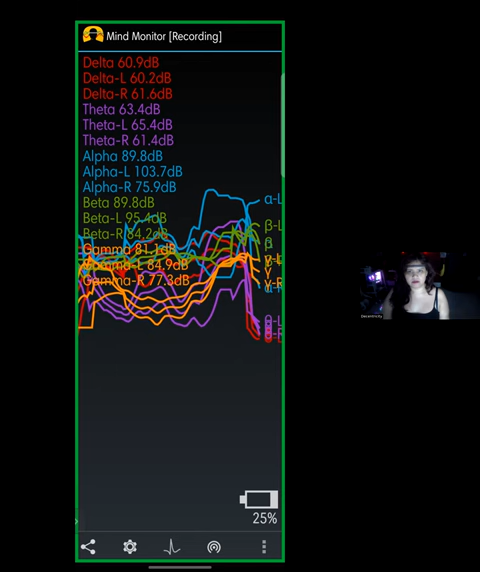 Mind Monitor [Recording]
Delta 60.9dB
Delta-L 60.2dB
Delta-R 61.6dB
Theta 63.4dB
Theta-L 65.4dB
Theta-R 61.4dB
Alpha 89.8dB
Alpha-L 103.7dB
Alpha-R 75.9dB
Beta 89.8dB
Beta-L 95.4dB
Beta-R 84.2dB
Gamma 81.1dB
Gamma-L 84.9dB
Gamma-R 77.3dB
α-L
β-L
β
γ-R
25%
Decentricity